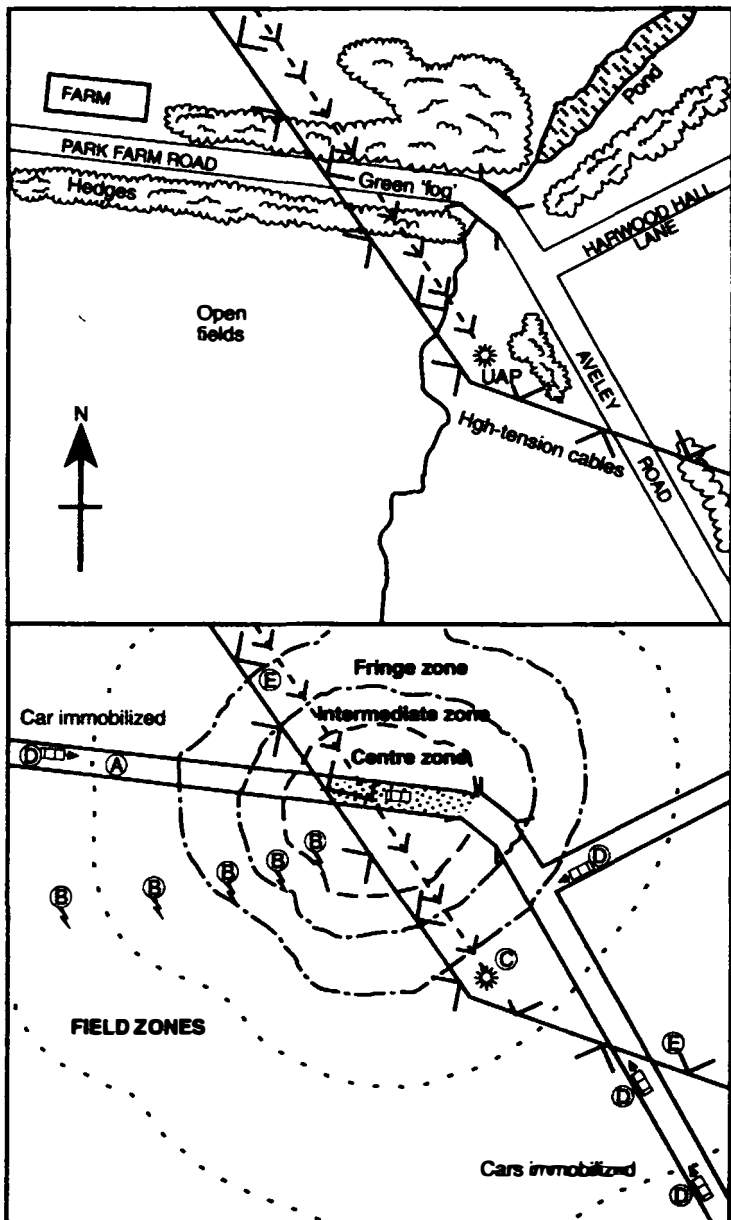 FARM
PARK FARM ROAD
Hedges
Green 'fog'
Pond
HARWOOD HALL
LANE
Open
fields
UAP
AVELEY
ROAD
N
Hgh-tension cables
Fringe zone
E
Car immobilized
Intermediate zone
Centre zone
D
A
D
B
B
B
B
B
C
FIELD ZONES
E
D
Cars immobilized
D